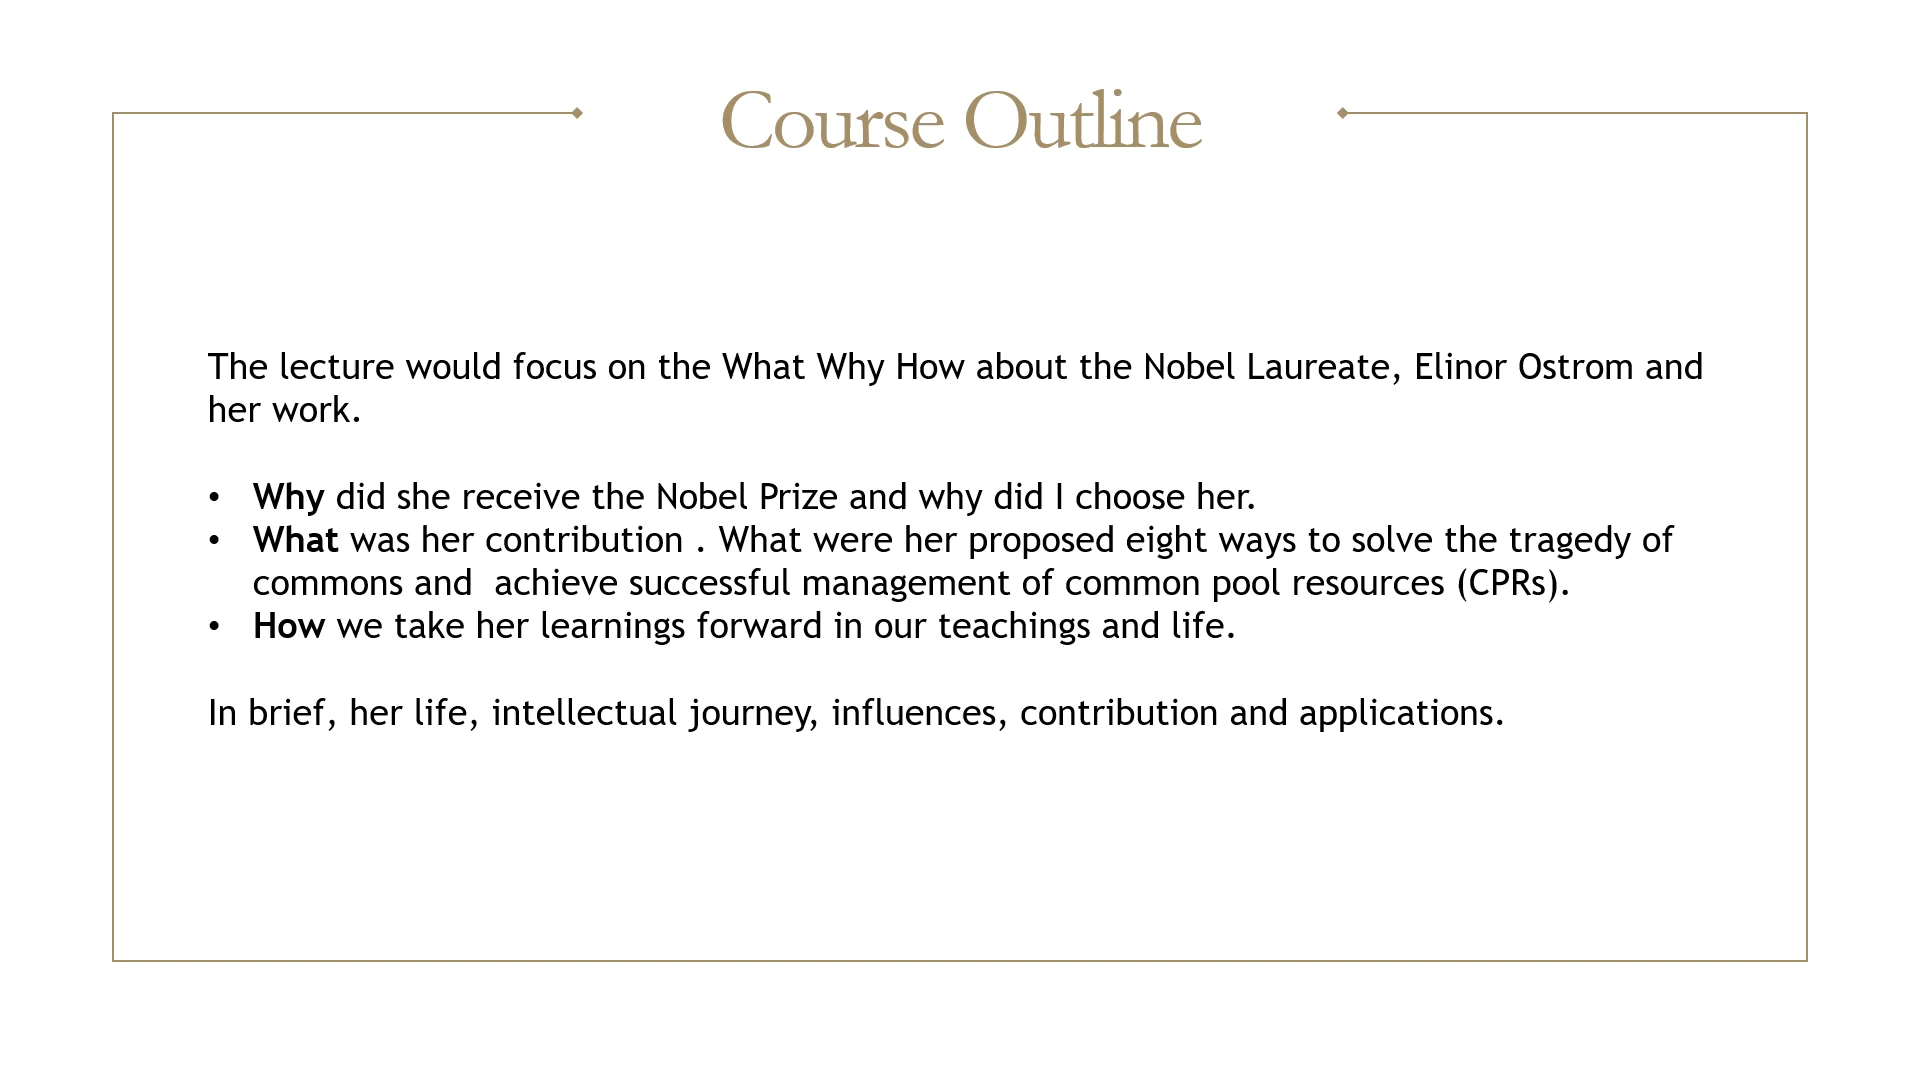 Course Outline
The lecture would focus on the What Why How about the Nobel Laureate, Elinor Ostrom and
her work.
• Why did she receive the Nobel Prize and why did I choose her.
• What was her contribution . What were her proposed eight ways to solve the tragedy of
commons and  achieve successful management of common pool resources (CPRs).
• How we take her learnings forward in our teachings and life.
In brief, her life, intellectual journey, influences, contribution and applications.